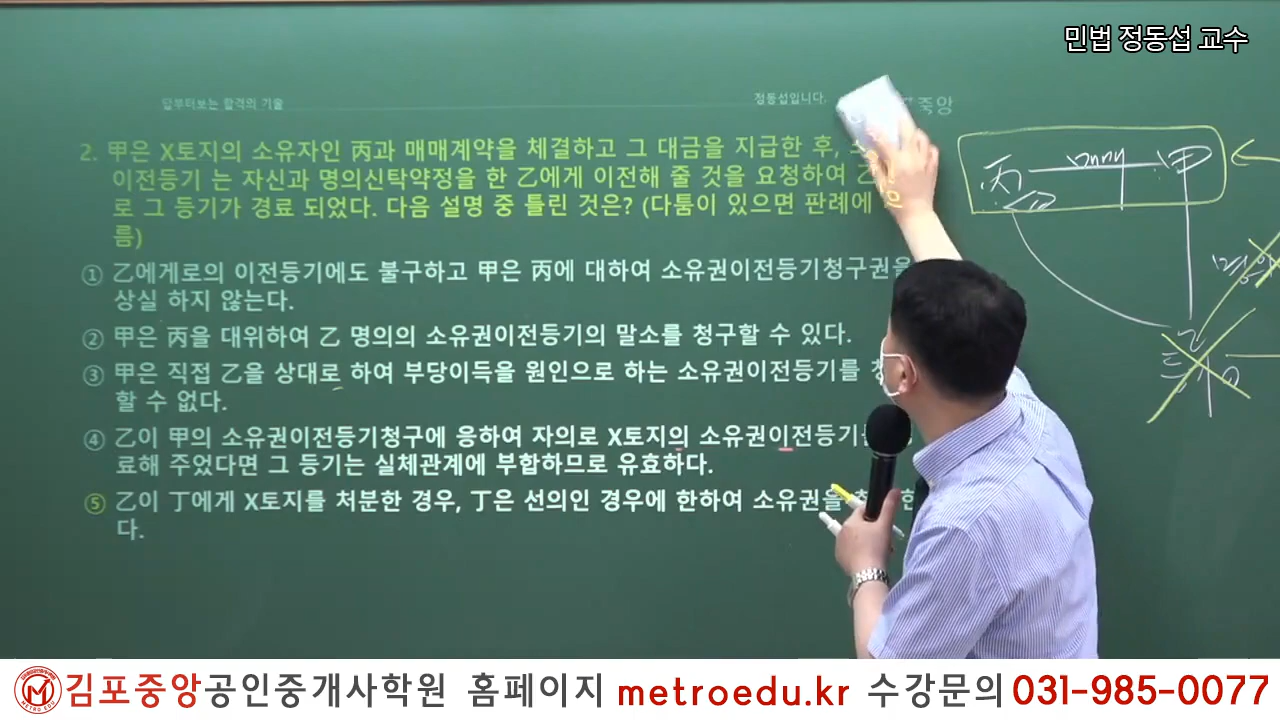 민법 정동섭 교수
답부터보는 합격의 기술
정동섭입니다.
중앙
2. 甲은 X토지의 소유자인 丙과 매매계약을 체결하고 그 대금을 지급한 후,
이전등기 는 자신과 명의신탁약정을 한 乙에게 이전해 줄 것을 요청하여 乙
로 그 등기가 경료 되었다. 다음 설명 중 틀린 것은? (다툼이 있으면 판례에
름)
① 乙에게로의 이전등기에도 불구하고 甲은 丙에 대하여 소유권이전등기청구권을
상실 하지 않는다.
② 甲은 丙을 대위하여 乙 명의의 소유권이전등기의 말소를 청구할 수 있다.
③ 甲은 직접 乙을 상대로 하여 부당이득을 원인으로 하는 소유권이전등기를
할 수 없다.
④ 乙이 甲의 소유권이전등기청구에 응하여 자의로 X토지의 소유권이전등기
료해 주었다면 그 등기는 실체관계에 부합하므로 유효하다.
⑤ 乙이 丁에게 X토지를 처분한 경우, 丁은 선의인 경우에 한하여 소유권을
다.
丙 매매 甲
乙
김포중앙공인중개사학원 홈페이지 metroedu.kr 수강문의 031-985-0077